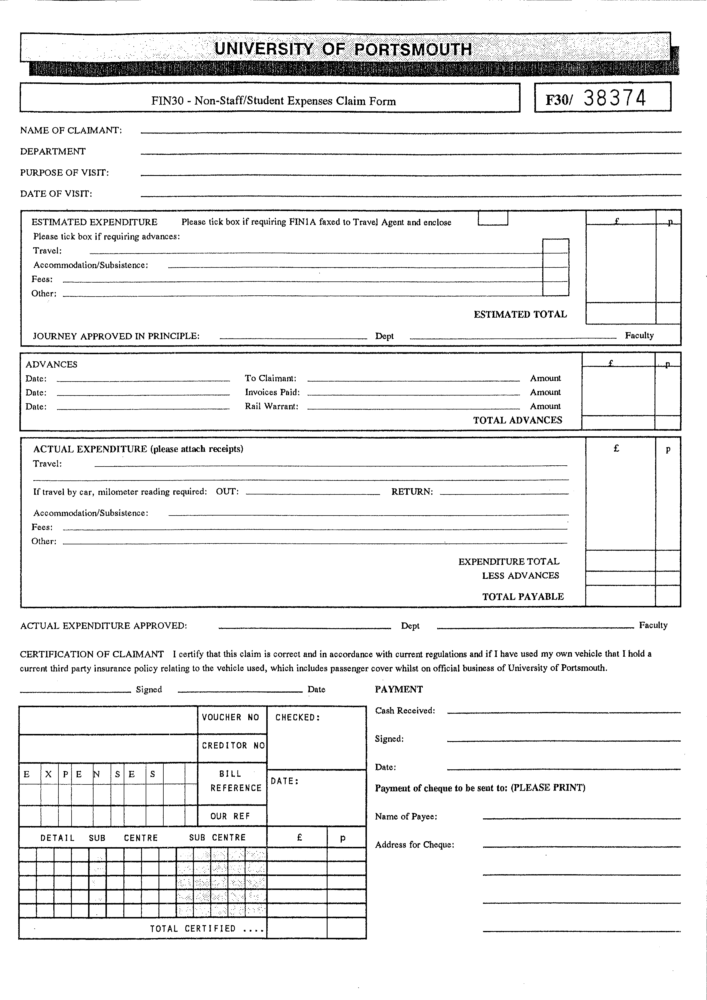 UNIVERSITY OF PORTSMOUTH
FIN30 - Non-Staff/Student Expenses Claim Form
F30/ 38374
NAME OF CLAIMANT:
DEPARTMENT
PURPOSE OF VISIT:
DATE OF VISIT:
ESTIMATED EXPENDITURE Please tick box if requiring FIN1A faxed to Travel Agent and enclose £ p
Please tick box if requiring advances:
Travel:
Accommodation/Subsistence:
Fees:
Other:
ESTIMATED TOTAL
JOURNEY APPROVED IN PRINCIPLE: Dept Faculty
ADVANCES £ p
Date: To Claimant: Amount
Date: Invoices Paid: Amount
Date: Rail Warrant: Amount
TOTAL ADVANCES
ACTUAL EXPENDITURE (please attach receipts) £ p
Travel:
If travel by car, milometer reading required: OUT: RETURN:
Accommodation/Subsistence:
Fees:
Other:
EXPENDITURE TOTAL
LESS ADVANCES
TOTAL PAYABLE
ACTUAL EXPENDITURE APPROVED: Dept Faculty
CERTIFICATION OF CLAIMANT I certify that this claim is correct and in accordance with current regulations and if I have used my own vehicle that I hold a
current third party insurance policy relating to the vehicle used, which includes passenger cover whilst on official business of University of Portsmouth.
Signed Date
VOUCHER NO CHECKED:
CREDITOR NO
E X P E N S E S BILL
REFERENCE
DATE:
OUR REF
DETAIL SUB CENTRE SUB CENTRE £ p
TOTAL CERTIFIED ....
PAYMENT
Cash Received:
Signed:
Date:
Payment of cheque to be sent to: (PLEASE PRINT)
Name of Payee:
Address for Cheque: